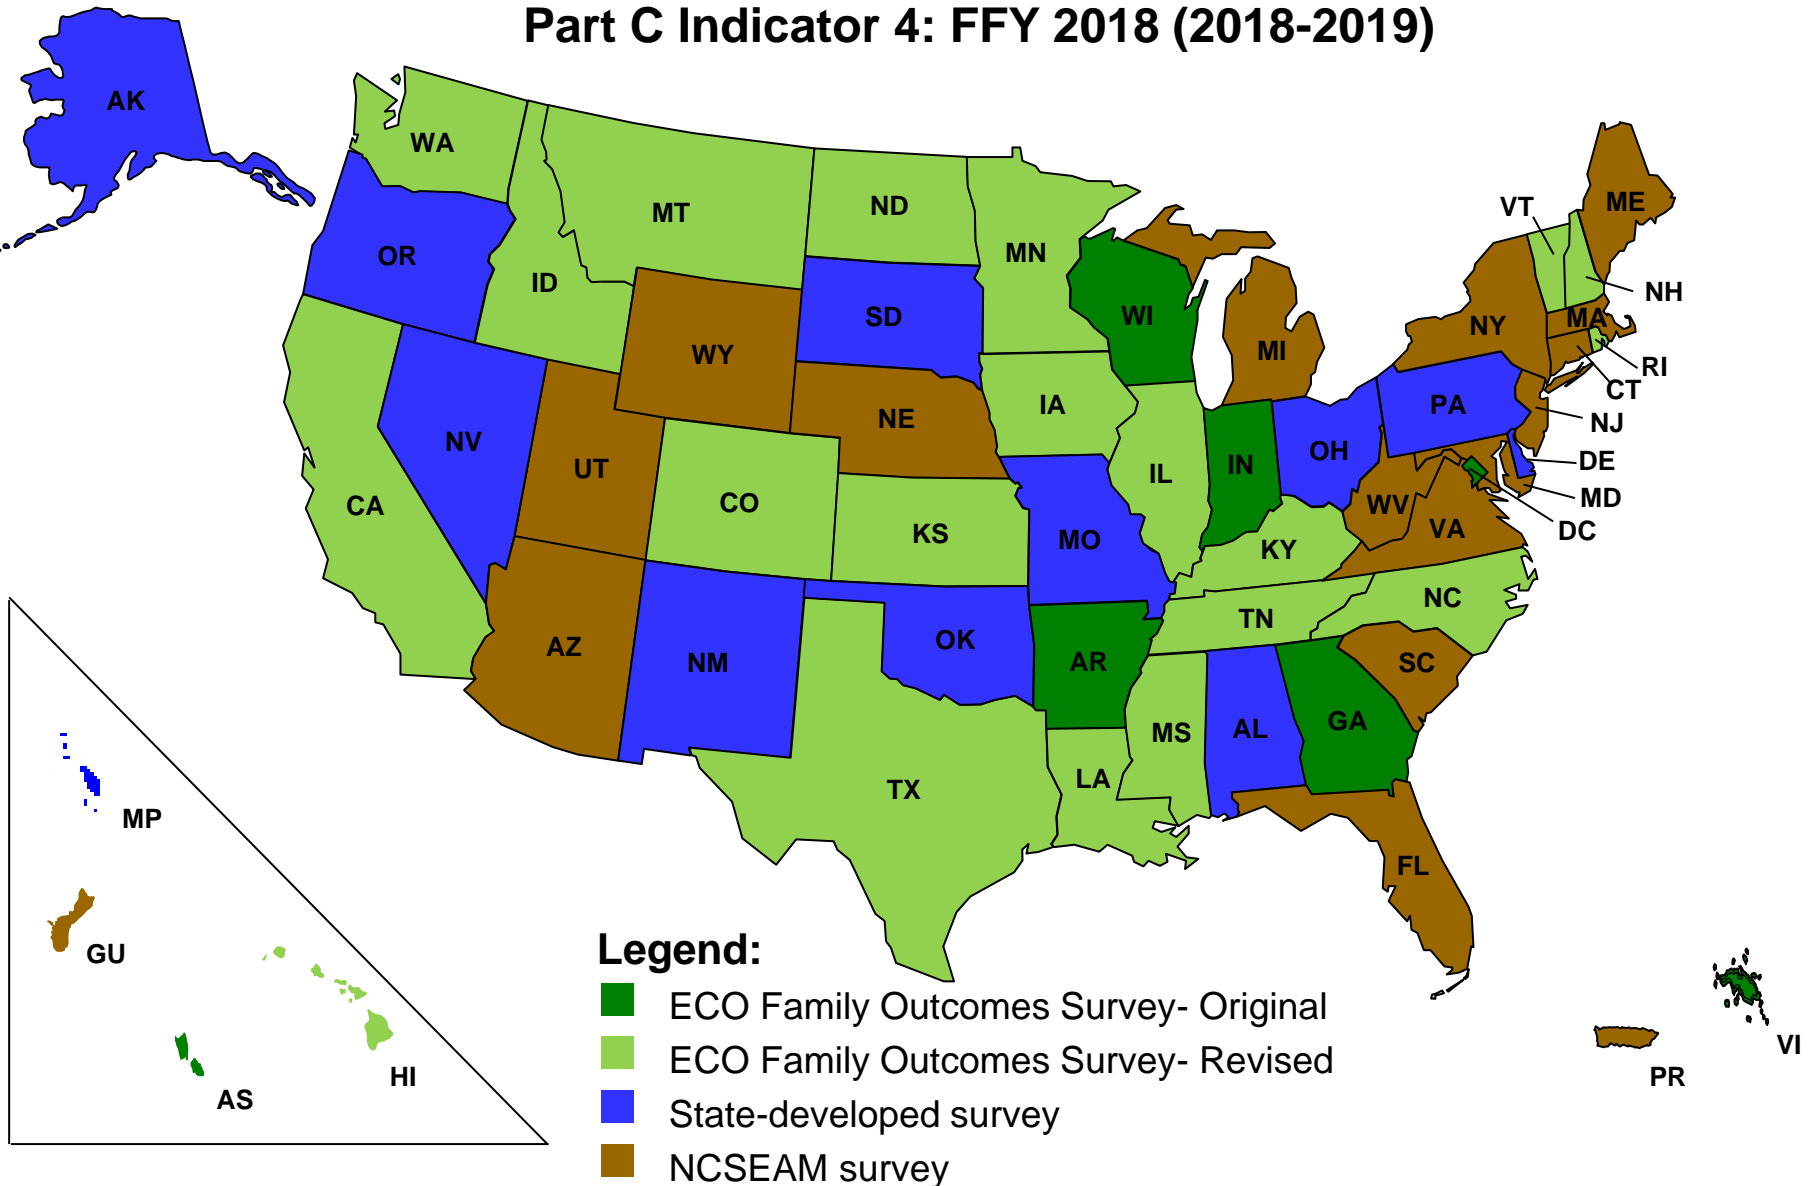 Part C Indicator 4: FFY 2018 (2018-2019)
AK
WA
MT
ND
MN
VT
ME
OR
ID
SD
WI
NH
NY
MA
WY
MI
RI
CT
NE
IA
PA
NJ
NV
UT
OH
DE
IL
IN
CA
CO
WV
MD
KS
MO
VA
DC
KY
NC
TN
AZ
NM
OK
AR
SC
MS
AL
GA
LA
TX
MP
FL
GU
HI
AS
PR
VI
Legend:
ECO Family Outcomes Survey- Original
ECO Family Outcomes Survey- Revised
State-developed survey
NCSEAM survey